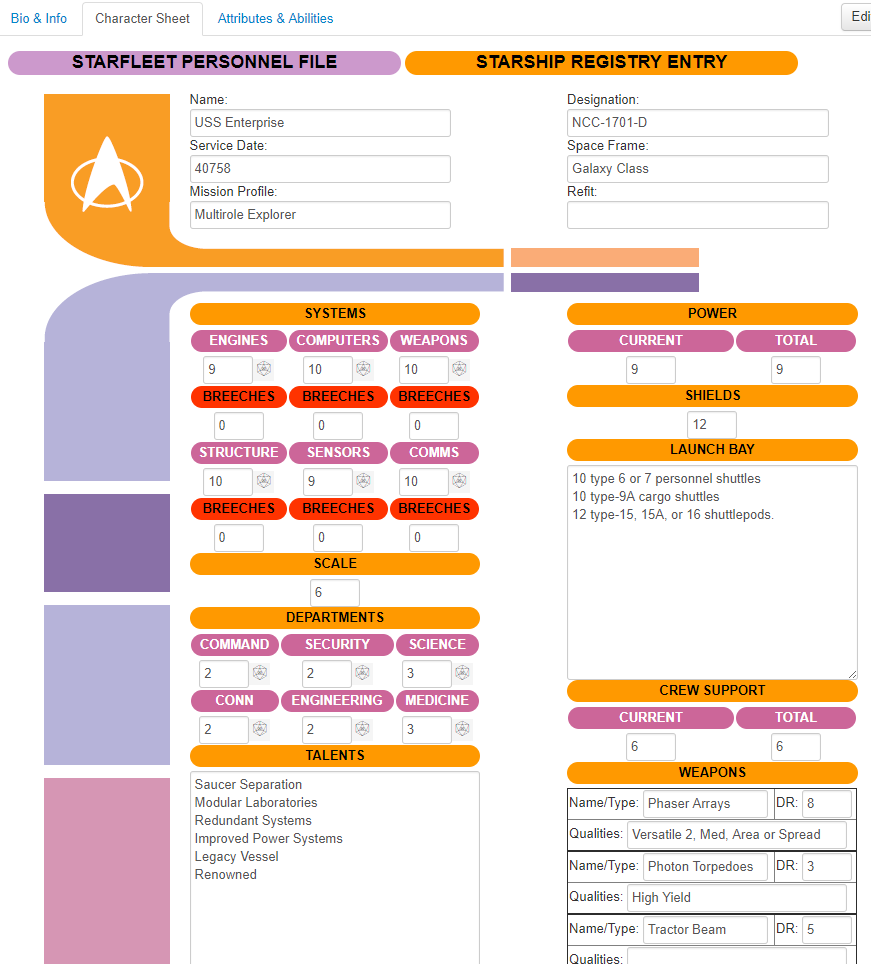 Bio & Info Character Sheet Attributes & Abilities Edi
STARFLEET PERSONNEL FILE STARSHIP REGISTRY ENTRY
Name: Designation:
USS Enterprise NCC-1701-D
Service Date: Space Frame:
40758 Galaxy Class
Mission Profile: Refit:
Multirole Explorer
SYSTEMS
ENGINES COMPUTERS WEAPONS
9 10 10
BREECHES BREECHES BREECHES
0 0 0
STRUCTURE SENSORS COMMS
10 9 10
BREECHES BREECHES BREECHES
0 0 0
SCALE
6
DEPARTMENTS
COMMAND SECURITY SCIENCE
2 2 3
CONN ENGINEERING MEDICINE
2 2 3
TALENTS
Saucer Separation
Modular Laboratories
Redundant Systems
Improved Power Systems
Legacy Vessel
Renowned
POWER
CURRENT TOTAL
9 9
SHIELDS
12
LAUNCH BAY
10 type 6 or 7 personnel shuttles
10 type-9A cargo shuttles
12 type-15, 15A, or 16 shuttlepods.
CREW SUPPORT
CURRENT TOTAL
6 6
WEAPONS
Name/Type: Phaser Arrays DR: 8
Qualities: Versatile 2, Med, Area or Spread
Name/Type: Photon Torpedoes DR: 3
Qualities: High Yield
Name/Type: Tractor Beam DR: 5
Qualities: